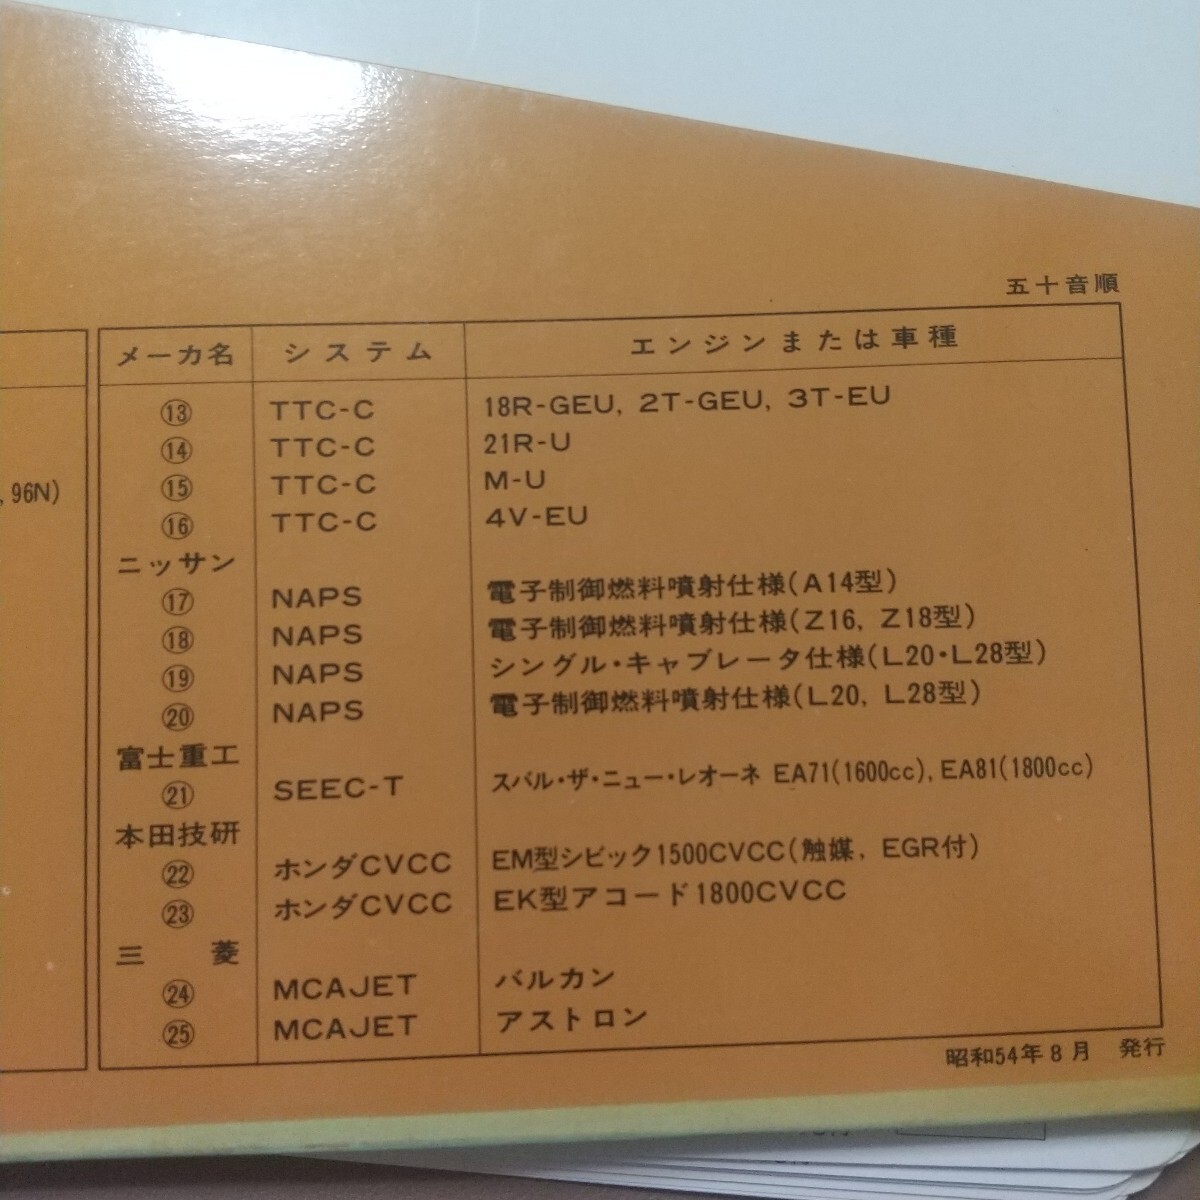 五十音順
メーカ名 システム エンジンまたは車種
⑬ TTC-C 18R-GEU, 2T-GEU, 3T-EU
⑭ TTC-C 21R-U
, 96N)
⑮ TTC-C M-U
⑯ TTC-C 4V-EU
ニッサン
⑰ NAPS 電子制御燃料噴射仕様(A14型)
⑱ NAPS 電子制御燃料噴射仕様(Z16, Z18型)
⑲ NAPS シングル・キャブレータ仕様(L20・L28型)
⑳ NAPS 電子制御燃料噴射仕様(L20, L28型)
富士重工
㉑ SEEC-T スバル・ザ・ニュー・レオーネ EA71(1600cc), EA81(1800cc)
本田技研
㉒ ホンダCVCC EM型シビック1500CVCC(触媒, EGR付)
㉓ ホンダCVCC EK型アコード1800CVCC
三菱
㉔ MCAJET バルカン
㉕ MCAJET アストロン
昭和54年8月 発行